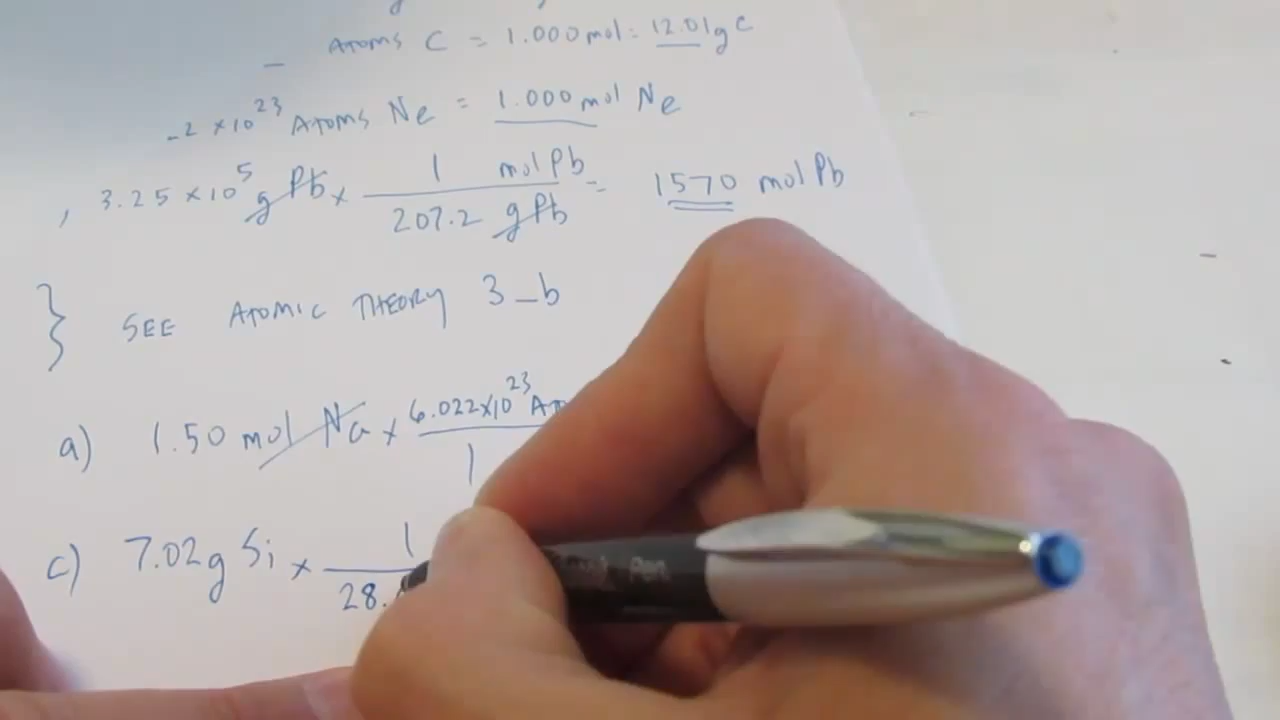 Atoms C = 1.000 mol = 12.01 g C
2 × 10^23 Atoms Ne = 1.000 mol Ne
, 3.25 × 10^5 g Pb × 1 mol Pb / 207.2 g Pb = 1570 mol Pb
} SEE ATOMIC THEORY 3_b
a) 1.50 mol Na × 6.022×10^23 / 1
c) 7.02 g Si × 1 / 28.